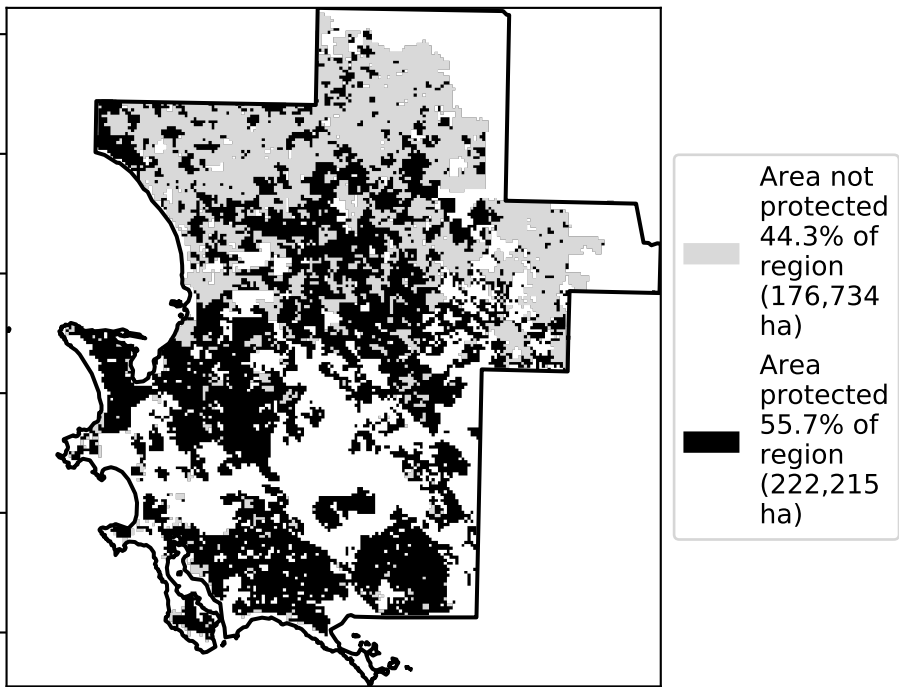 Area not
protected
44.3% of
region
(176,734
ha)
Area
protected
55.7% of
region
(222,215
ha)